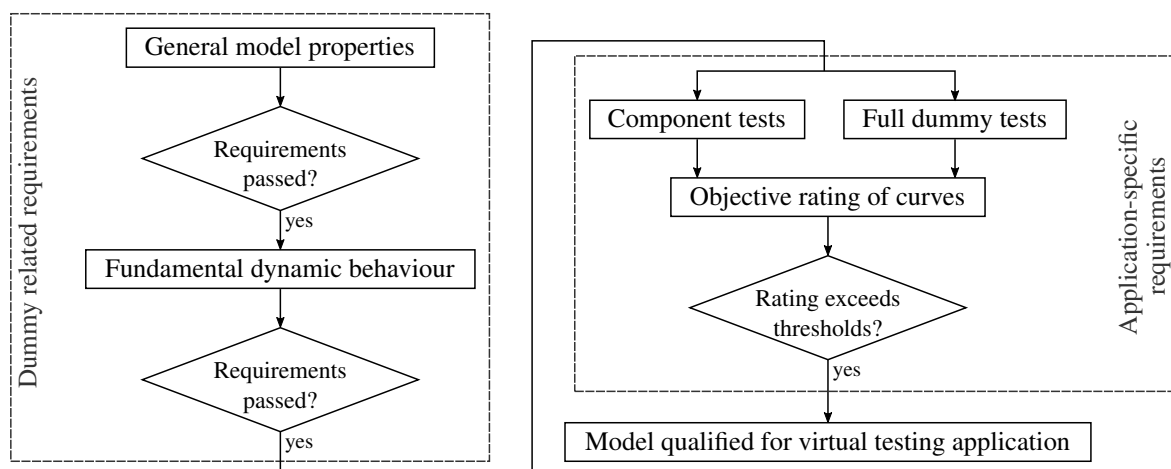 Dummy related requirements
General model properties
Requirements
passed?
yes
Fundamental dynamic behaviour
Requirements
passed?
yes
Application-specific
requirements
Component tests
Full dummy tests
Objective rating of curves
Rating exceeds
thresholds?
yes
Model qualified for virtual testing application